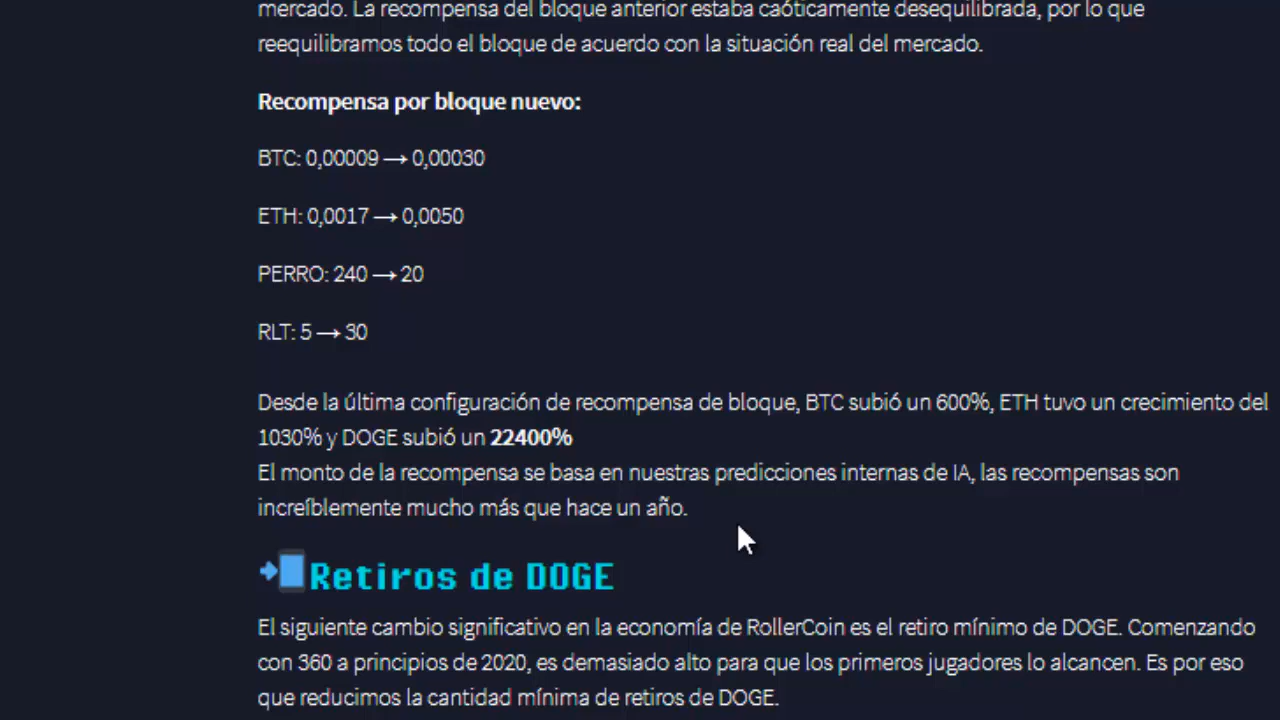 mercado. La recompensa del bloque anterior estaba caóticamente desequilibrada, por lo que
reequilibramos todo el bloque de acuerdo con la situación real del mercado.
Recompensa por bloque nuevo:
BTC: 0,00009 → 0,00030
ETH: 0,0017 → 0,0050
PERRO: 240 → 20
RLT: 5 → 30
Desde la última configuración de recompensa de bloque, BTC subió un 600%, ETH tuvo un crecimiento del
1030% y DOGE subió un 22400%
El monto de la recompensa se basa en nuestras predicciones internas de IA, las recompensas son
increíblemente mucho más que hace un año.
Retiros de DOGE
El siguiente cambio significativo en la economía de RollerCoin es el retiro mínimo de DOGE. Comenzando
con 360 a principios de 2020, es demasiado alto para que los primeros jugadores lo alcancen. Es por eso
que reducimos la cantidad mínima de retiros de DOGE.